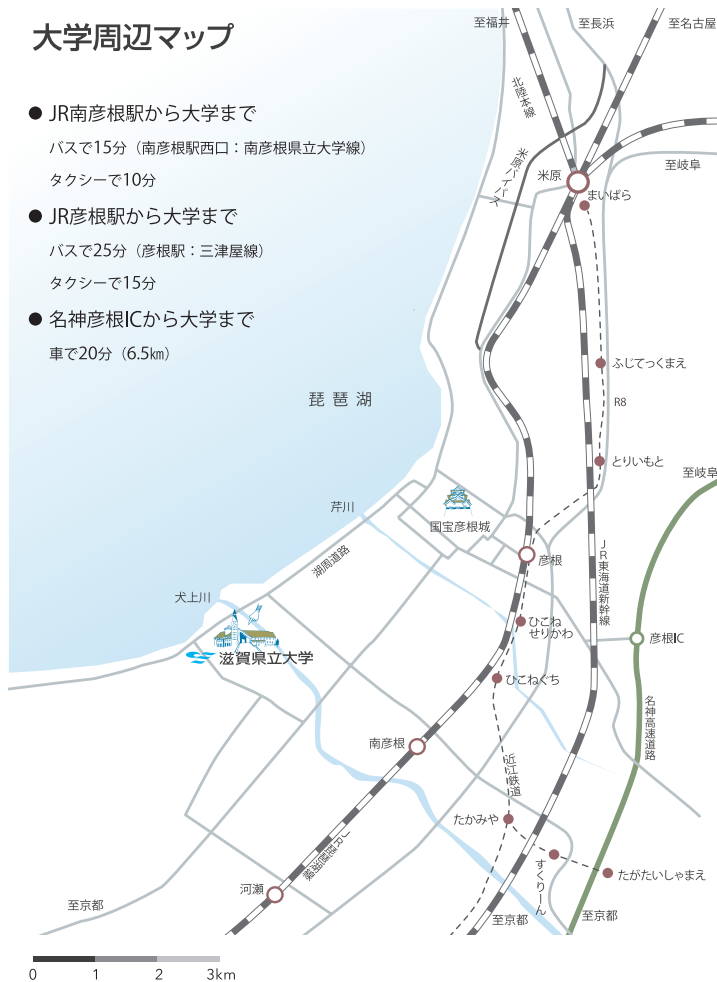 大学周辺マップ
● JR南彦根駅から大学まで
バスで15分（南彦根駅西口：南彦根県立大学線）
タクシーで10分
● JR彦根駅から大学まで
バスで25分（彦根駅：三津屋線）
タクシーで15分
● 名神彦根ICから大学まで
車で20分（6.5㎞）
至福井
至長浜
至名古屋
北陸本線
米原バイパス
米原
至岐阜
まいばら
ふじてっくまえ
R8
琵琶湖
とりいもと
至岐阜
芹川
国宝彦根城
湖周道路
彦根
JR東海道新幹線
犬上川
ひこね
せりかわ
彦根IC
滋賀県立大学
ひこねぐち
名神高速道路
南彦根
近江鉄道
たかみや
JR琵琶湖線
すくりーん
たがたいしゃまえ
河瀬
至京都
至京都
至京都
0 1 2 3km